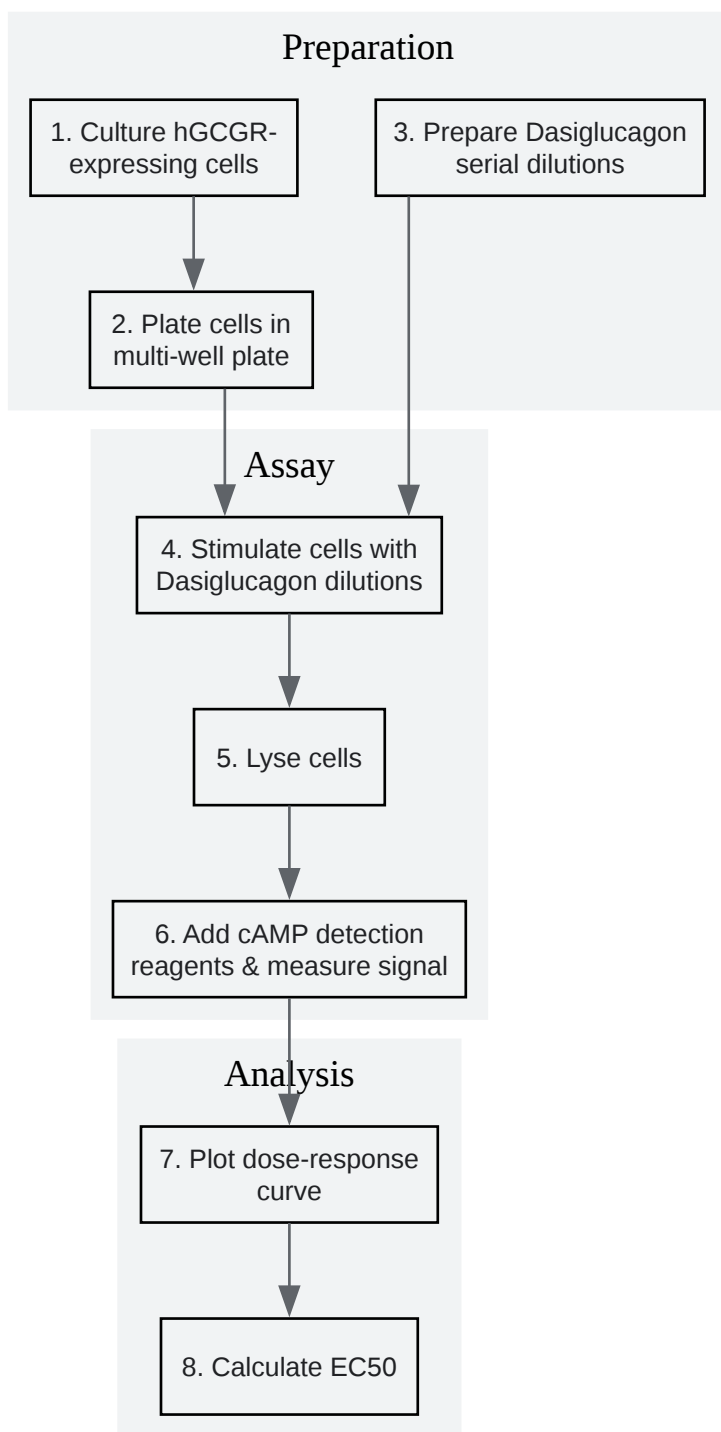 Preparation
1. Culture hGCGR-
expressing cells
3. Prepare Dasiglucagon
serial dilutions
2. Plate cells in
multi-well plate
Assay
4. Stimulate cells with
Dasiglucagon dilutions
5. Lyse cells
6. Add cAMP detection
reagents & measure signal
Analysis
7. Plot dose-response
curve
8. Calculate EC50